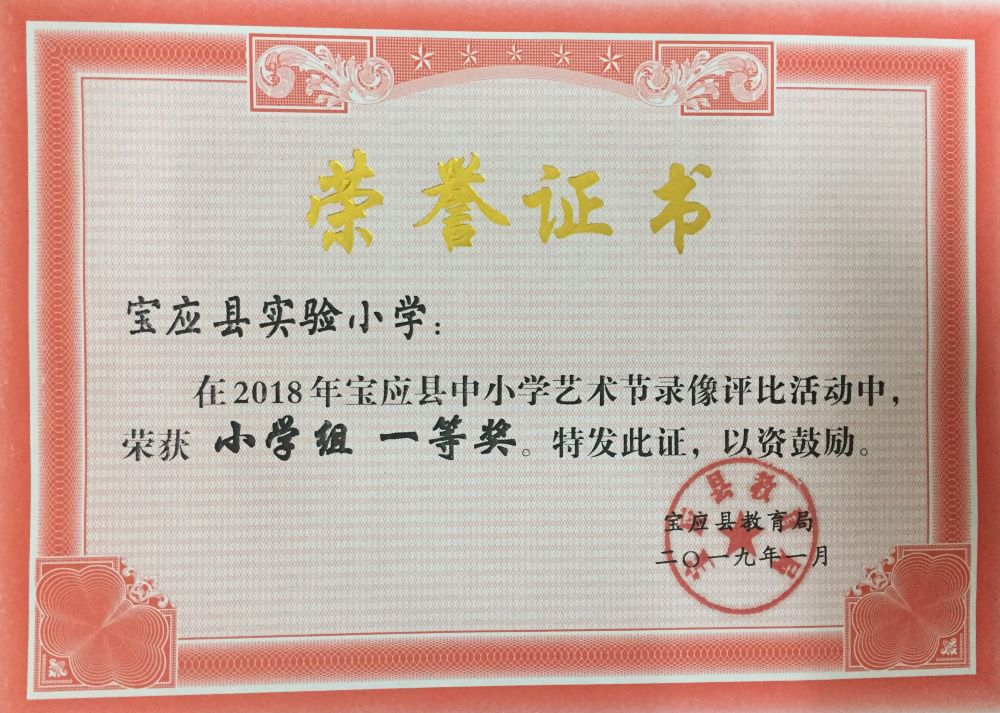 荣誉证书
宝应县实验小学：
在2018年宝应县中小学艺术节录像评比活动中，
荣获 小学组 一等奖。特发此证，以资鼓励。
宝应县教育局
二〇一九年一月